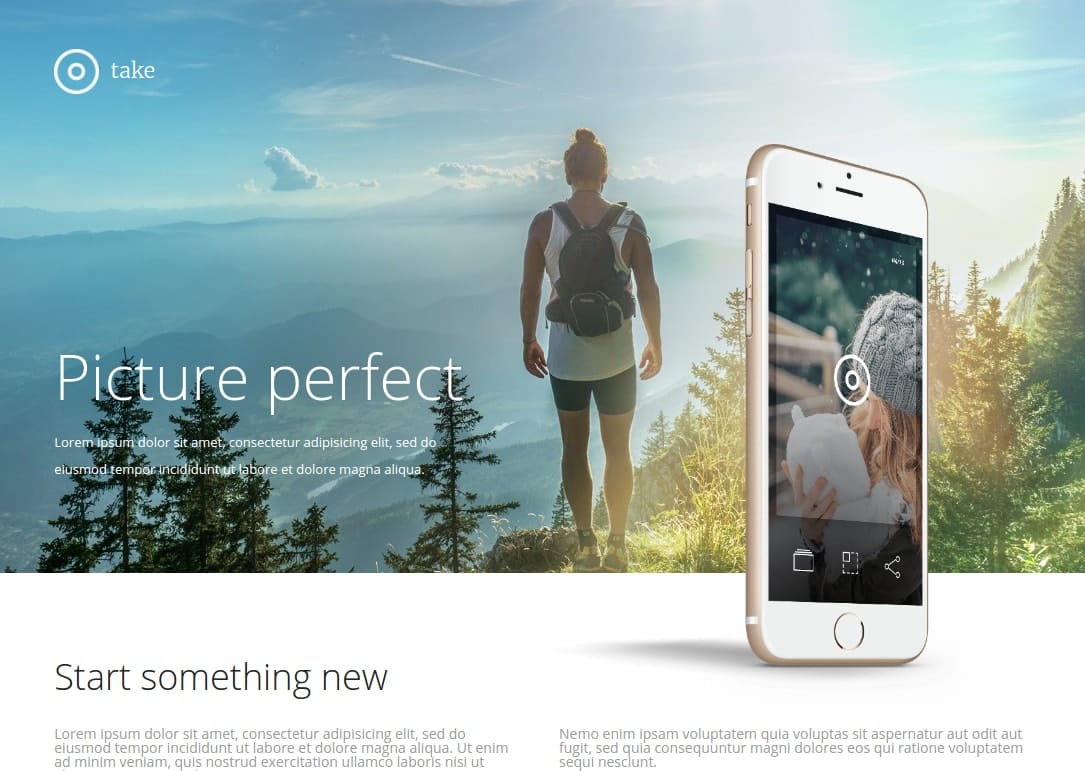 take
Picture perfect
Lorem ipsum dolor sit amet, consectetur adipisicing elit, sed do
eiusmod tempor incididunt ut labore et dolore magna aliqua.
Start something new
Lorem ipsum dolor sit amet, consectetur adipisicing elit, sed do
eiusmod tempor incididunt ut labore et dolore magna aliqua. Ut enim
ad minim veniam, quis nostrud exercitation ullamco laboris nisi ut
Nemo enim ipsam voluptatem quia voluptas sit aspernatur aut odit aut
fugit, sed quia consequuntur magni dolores eos qui ratione voluptatem
sequi nesciunt.